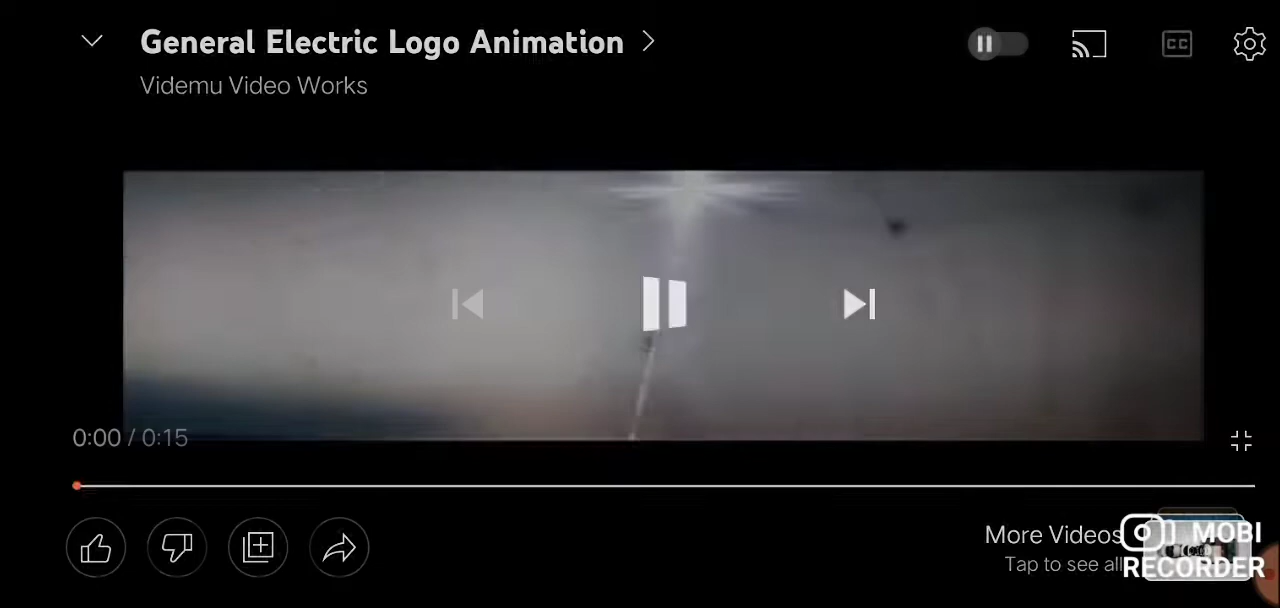 General Electric Logo Animation
Videmu Video Works
CC
0:00 / 0:15
More Videos
Tap to see all
MOBI
RECORDER